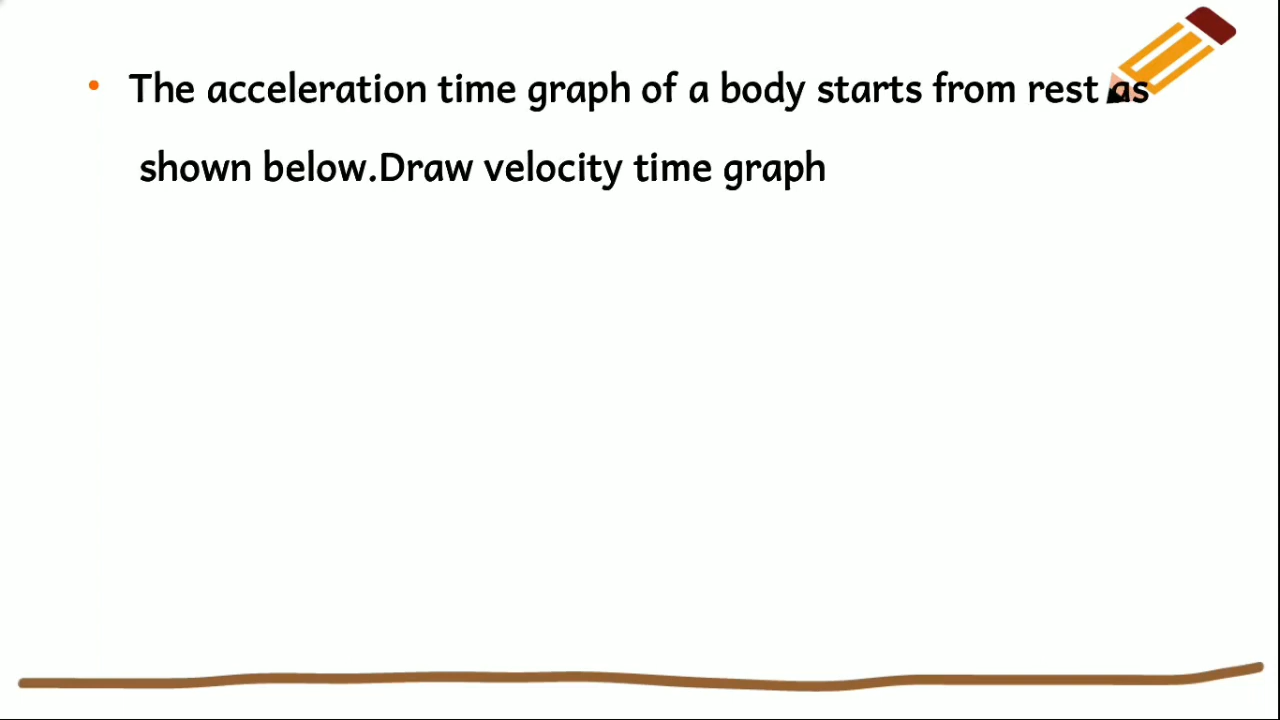 The acceleration time graph of a body starts from rest as
shown below.Draw velocity time graph